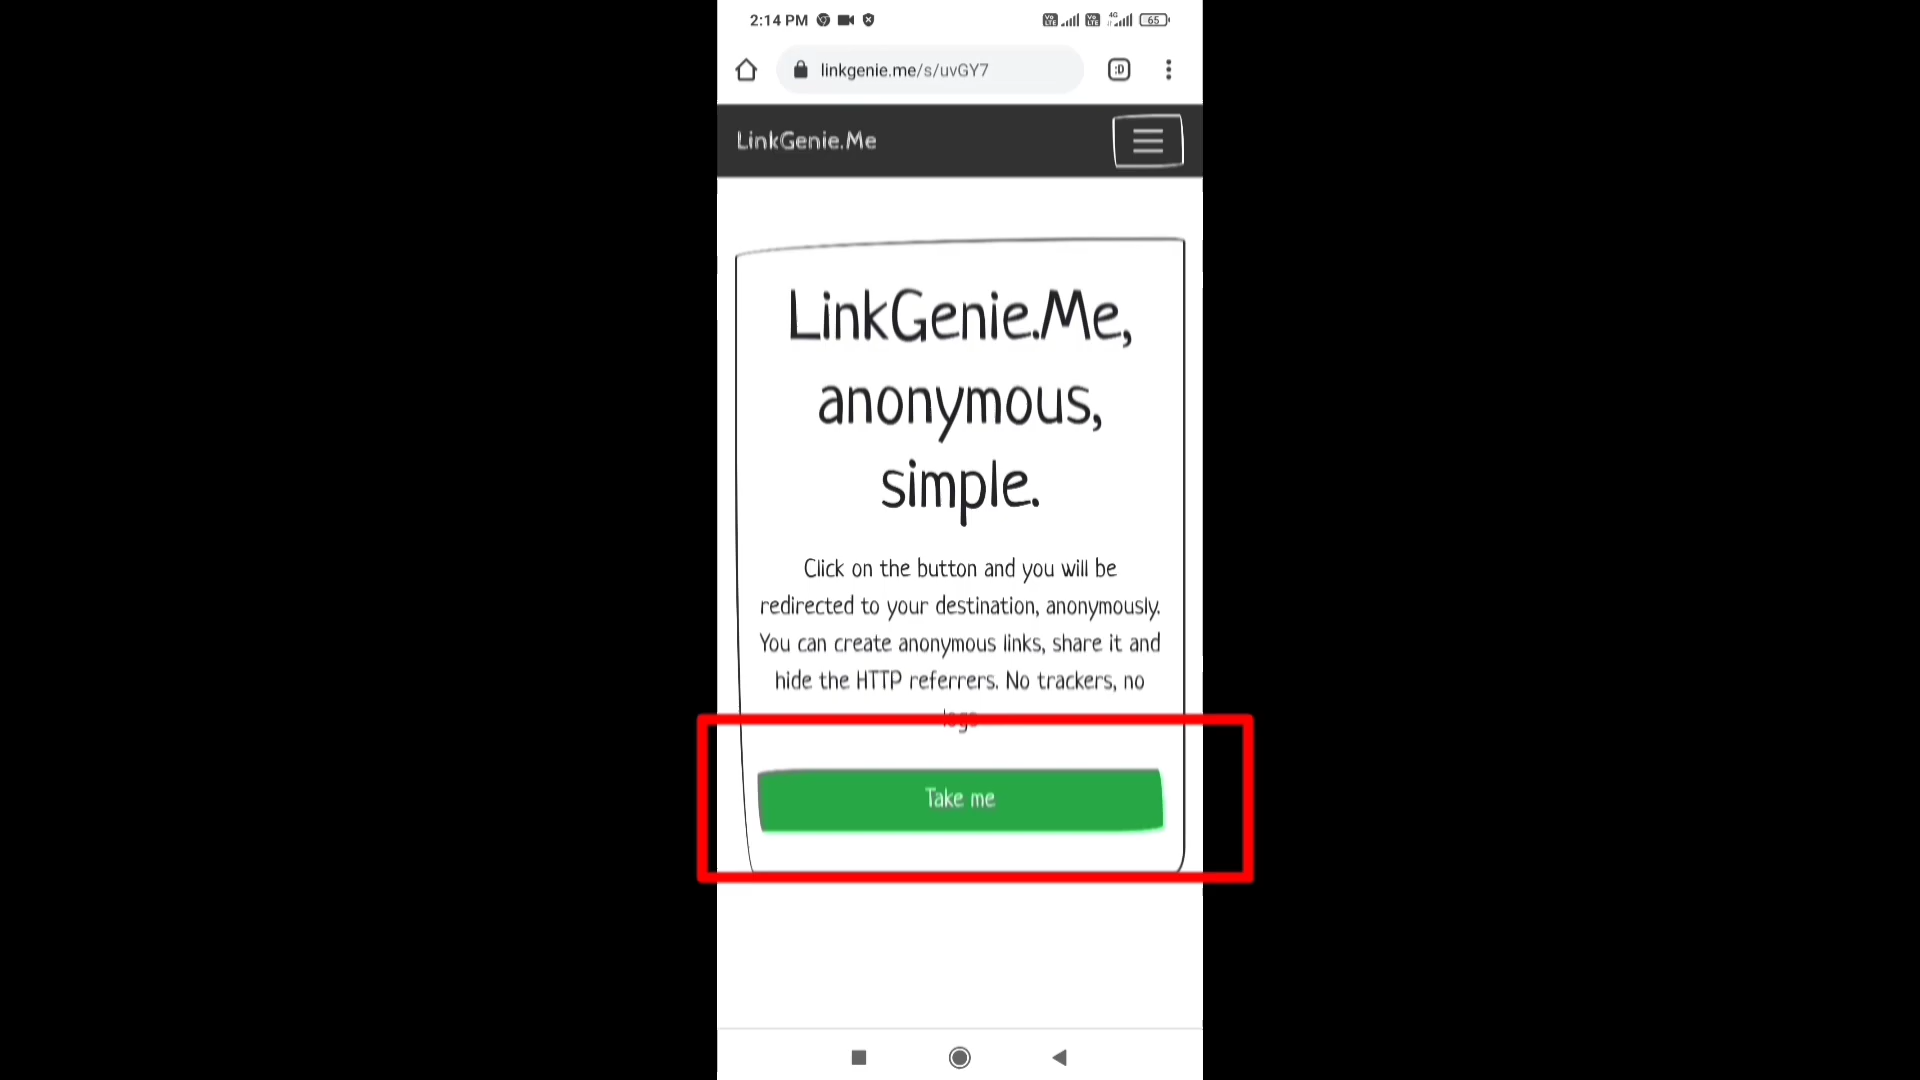 2:14 PM
4G
65
linkgenie.me/s/uvGY7
:D
LinkGenie.Me
LinkGenie.Me,
anonymous,
simple.
Click on the button and you will be
redirected to your destination, anonymously.
You can create anonymous links, share it and
hide the HTTP referrers. No trackers, no
Take me